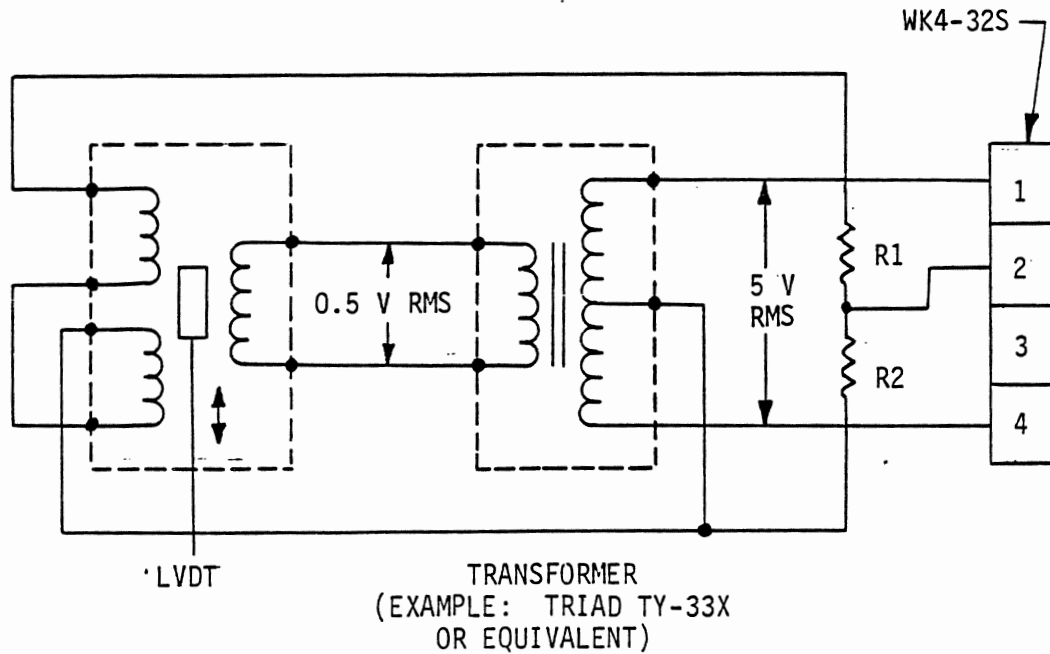 WK4-32S
1
R1
2
0.5 V RMS
5 V
RMS
3
R2
4
LVDT
TRANSFORMER
(EXAMPLE: TRIAD TY-33X
OR EQUIVALENT)